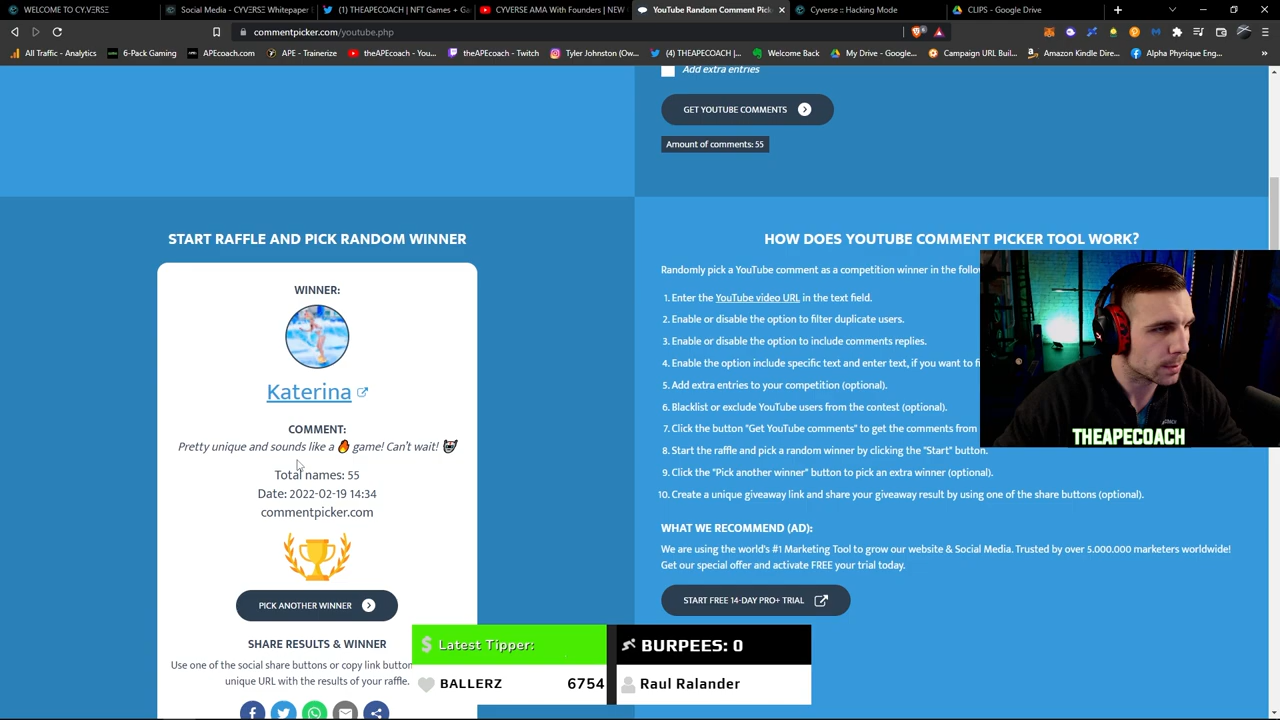 WELCOME TO CY.VERSE
Social Media - CYVERSE Whitepaper
(1) THEAPECOACH | NFT Games + Ga
CYVERSE AMA With Founders | NEW
YouTube Random Comment Pick
Cyverse :: Hacking Mode
CLIPS - Google Drive
commentpicker.com/youtube.php
All Traffic - Analytics
6-Pack Gaming
APEcoach.com
APE - Trainerize
theAPEcoach - You...
theAPEcoach - Twitch
Tyler Johnston (Ow...
(4) THEAPECOACH |...
Welcome Back
My Drive - Google...
Campaign URL Buil...
Amazon Kindle Dire...
Alpha Physique Eng...
Add extra entries
GET YOUTUBE COMMENTS
Amount of comments: 55
START RAFFLE AND PICK RANDOM WINNER
WINNER:
Katerina
COMMENT:
Pretty unique and sounds like a 🔥 game! Can't wait!
Total names: 55
Date: 2022-02-19 14:34
commentpicker.com
PICK ANOTHER WINNER
SHARE RESULTS & WINNER
Use one of the social share buttons or copy link button
unique URL with the results of your raffle.
HOW DOES YOUTUBE COMMENT PICKER TOOL WORK?
Randomly pick a YouTube comment as a competition winner in the follow
1. Enter the YouTube video URL in the text field.
2. Enable or disable the option to filter duplicate users.
3. Enable or disable the option to include comments replies.
4. Enable the option include specific text and enter text, if you want to fi
5. Add extra entries to your competition (optional).
6. Blacklist or exclude YouTube users from the contest (optional).
7. Click the button "Get YouTube comments" to get the comments from
8. Start the raffle and pick a random winner by clicking the "Start" button.
9. Click the "Pick another winner" button to pick an extra winner (optional).
10. Create a unique giveaway link and share your giveaway result by using one of the share buttons (optional).
WHAT WE RECOMMEND (AD):
We are using the world's #1 Marketing Tool to grow our website & Social Media. Trusted by over 5.000.000 marketers worldwide!
Get our special offer and activate FREE your trial today.
START FREE 14-DAY PRO+ TRIAL
THEAPECOACH
Latest Tipper:
BALLERZ 6754
BURPEES: 0
Raul Ralander